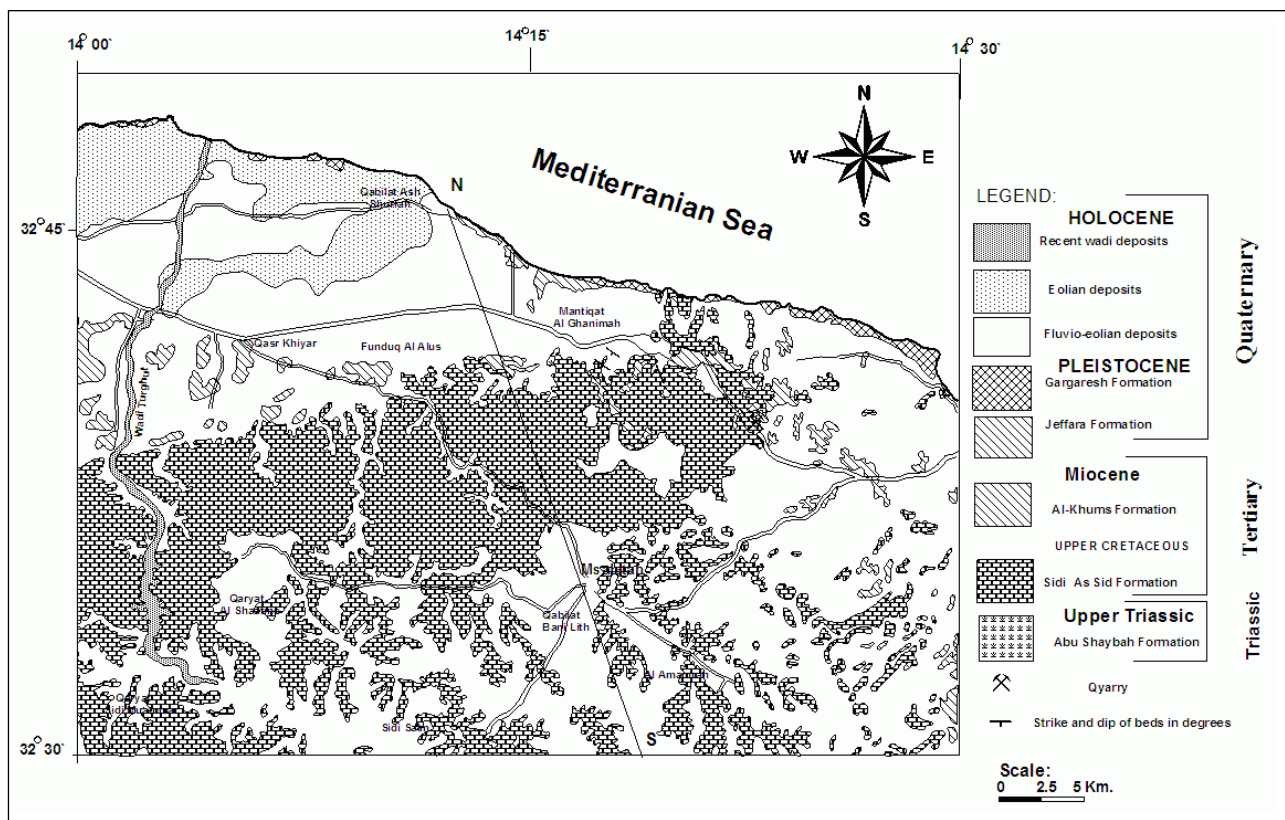 14° 00`
14° 15`
14° 30`
N
W
E
S
Mediterranian Sea
N
Qabilat Ash
Shurfah
32° 45`
LEGEND:
HOLOCENE
Recent wadi deposits
Eolian deposits
Fluvio-eolian deposits
PLEISTOCENE
Gargaresh Formation
Jeffara Formation
Quaternary
Mantiqat
Al Ghanimah
Qasr Khiyar
Funduq Al Alus
Wadi Turghut
Miocene
Al-Khums Formation
UPPER CRETACEOUS
Sidi As Sid Formation
Tertiary
Upper Triassic
Abu Shaybah Formation
Triassic
Qaryat
Qabilat
Bani Lith
Sidi
S
32° 30`
Qyarry
Strike and dip of beds in degrees
Scale:
0 2.5 5 Km.